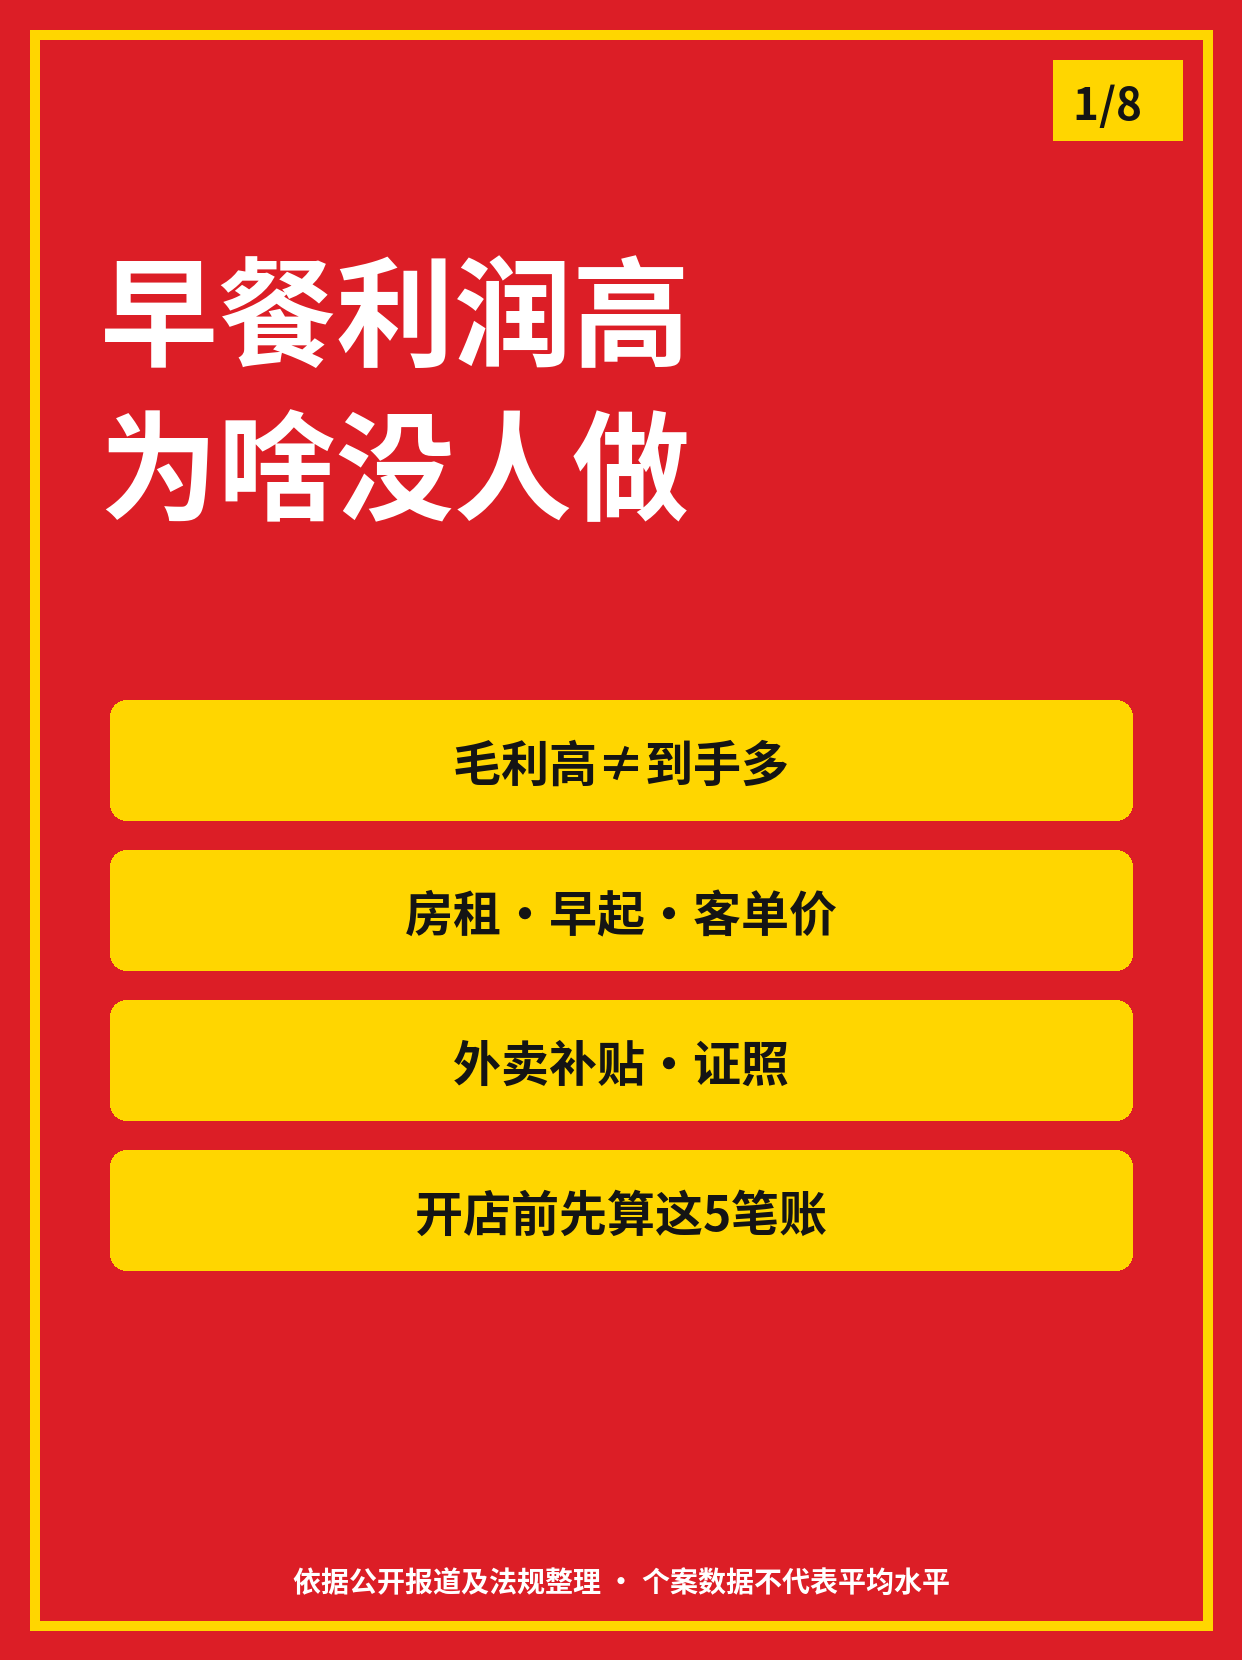 1/8
早餐利润高
为啥没人做
毛利高≠到手多
房租·早起·客单价
外卖补贴·证照
开店前先算这5笔账
依据公开报道及法规整理 · 个案数据不代表平均水平